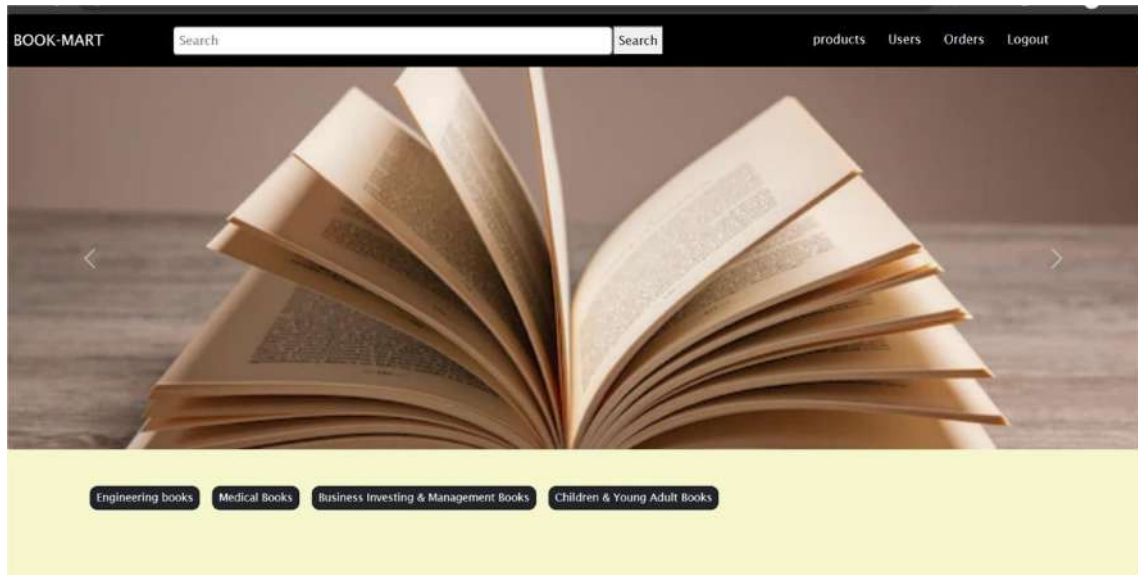 BOOK-MART Search Search products Users Orders Logout
Engineering books Medical Books Business Investing & Management Books Children & Young Adult Books